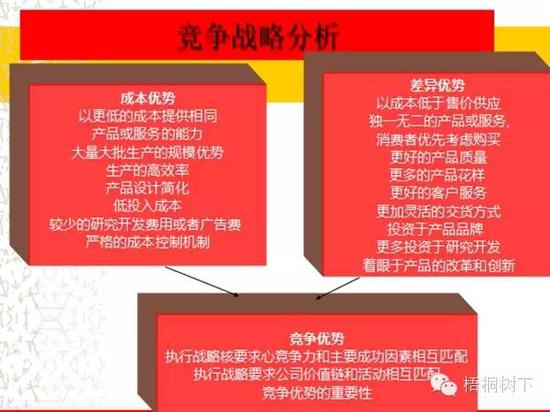 竞争战略分析
成本优势
以更低的成本提供相同
产品或服务的能力
大量大批生产的规模优势
生产的高效率
产品设计简化
低投入成本
较少的研究开发费用或者广告费
严格的成本控制机制
差异优势
以成本低于售价供应
独一无二的产品或服务,
消费者优先考虑购买
更好的产品质量
更多的产品花样
更好的客户服务
更加灵活的交货方式
投资于产品品牌
更多投资于研究开发
着眼于产品的改革和创新
竞争优势
执行战略核要求心竞争力和主要成功因素相互匹配
执行战略要求公司价值链和活动相互匹配
竞争优势的重要性
梧桐树下